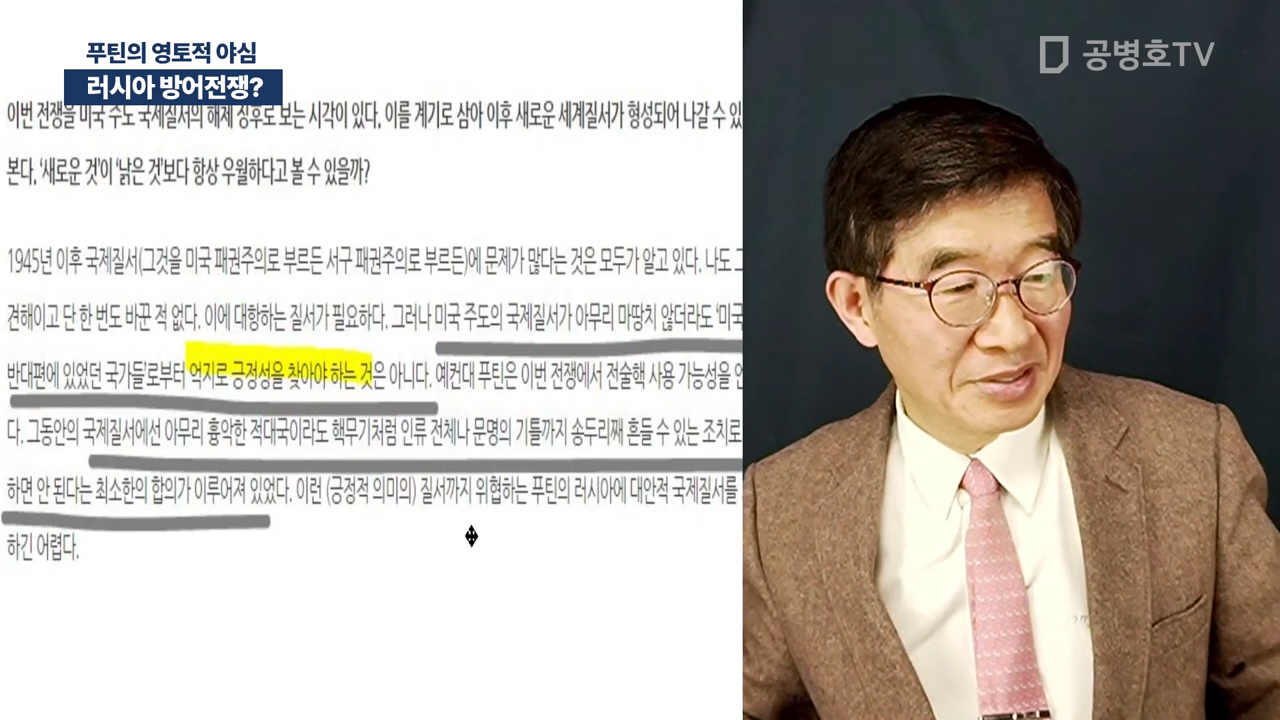 푸틴의 영토적 야심
러시아 방어전쟁?
공병호TV
이번 전쟁을 미국 주도 국제질서의 해체 징후로 보는 시각이 있다. 이를 계기로 삼아 이후 새로운 세계질서가 형성되어 나갈 수 있
본다. '새로운 것'이 '낡은 것'보다 항상 우월하다고 볼 수 있을까?
1945년 이후 국제질서(그것을 미국 패권주의로 부르든 서구 패권주의로 부르든)에 문제가 많다는 것은 모두가 알고 있다. 나도 그
견해이고 단 한 번도 바꾼 적 없다. 이에 대항하는 질서가 필요하다. 그러나 미국 주도의 국제질서가 아무리 마땅치 않더라도 '미국
반대편에 있었던 국가들'로부터 억지로 긍정성을 찾아야 하는 것은 아니다. 예컨대 푸틴은 이번 전쟁에서 전술핵 사용 가능성을
다. 그동안의 국제질서에선 아무리 흉악한 적대국이라도 핵무기처럼 인류 전체나 문명의 기틀까지 송두리째 흔들 수 있는 조치로
하면 안 된다는 최소한의 합의가 이루어져 있었다. 이런 (긍정적 의미의) 질서까지 위협하는 푸틴의 러시아에 대안적 국제질서를
하긴 어렵다.